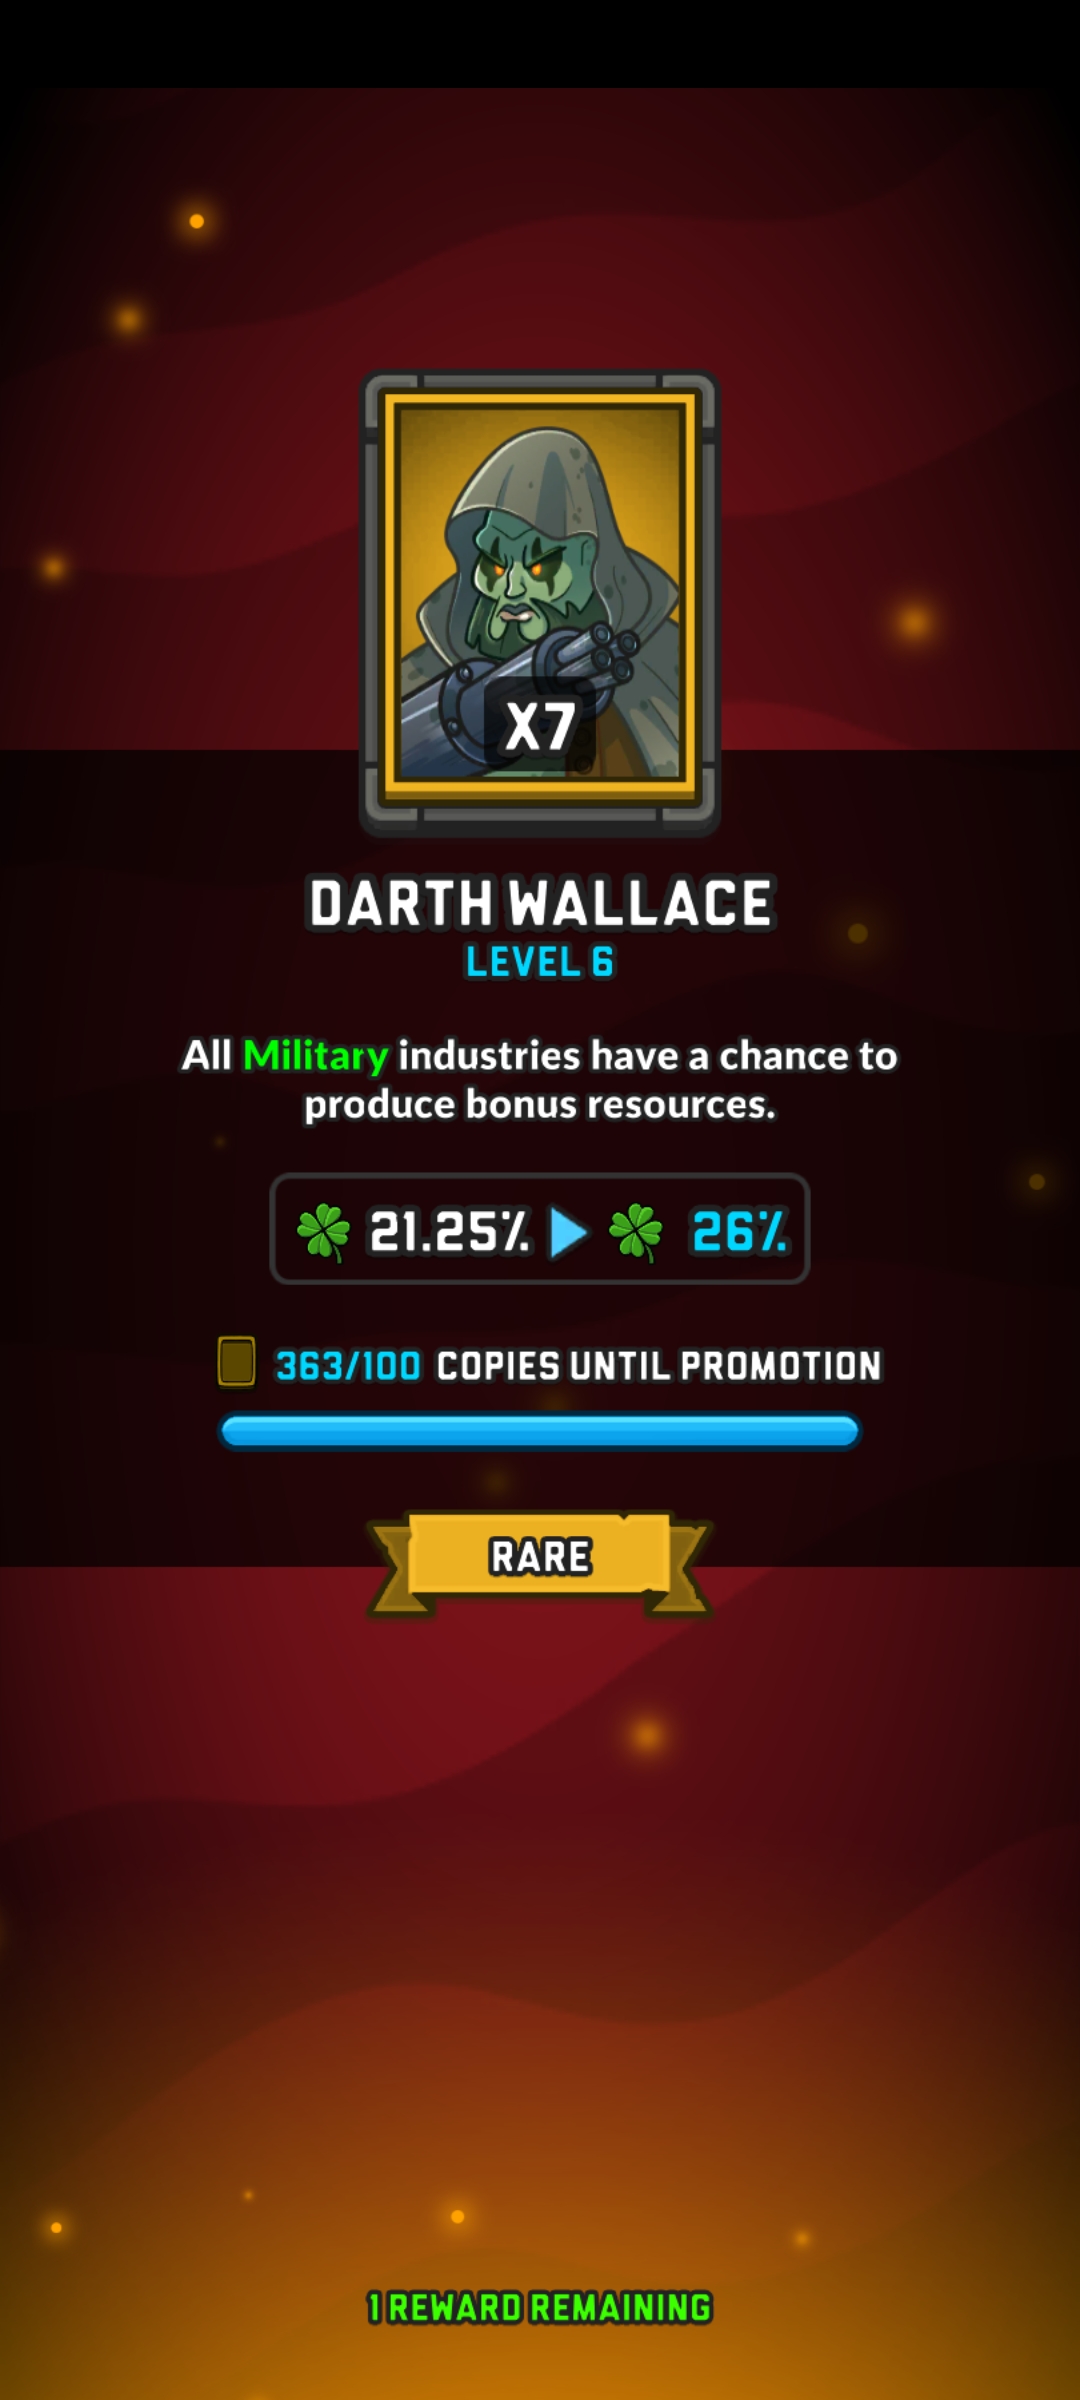 X7
DARTH WALLACE
LEVEL 6
All Military industries have a chance to
produce bonus resources.
21.25% 26%
363/100 COPIES UNTIL PROMOTION
RARE
1 REWARD REMAINING